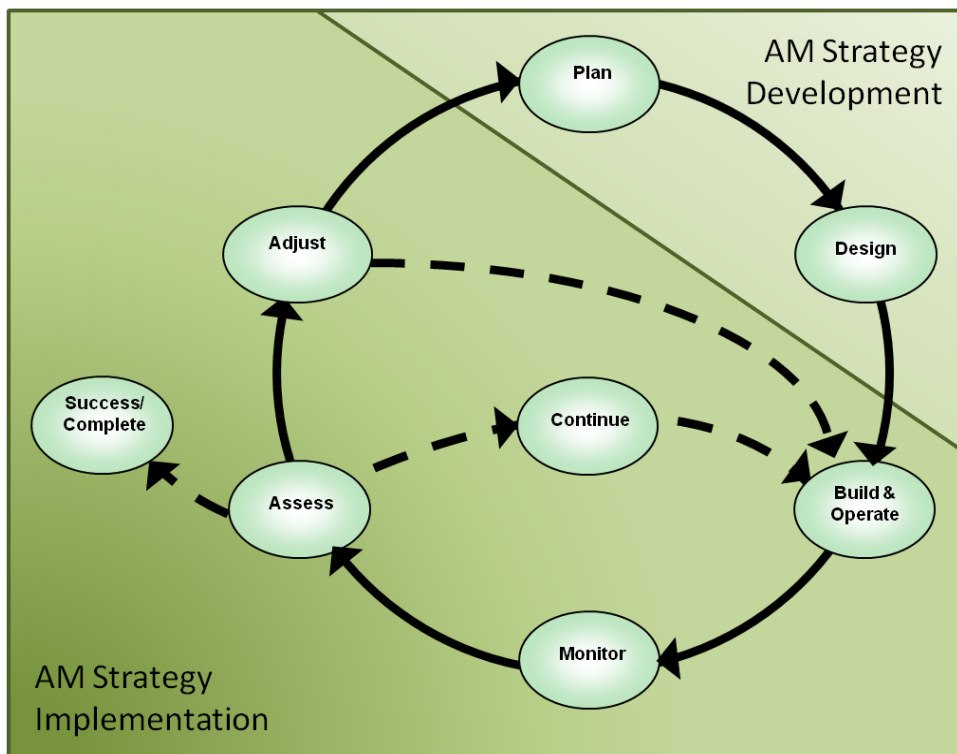 Plan
AM Strategy
Development
Adjust
Design
Success/
Complete
Continue
Assess
Build &
Operate
Monitor
AM Strategy
Implementation